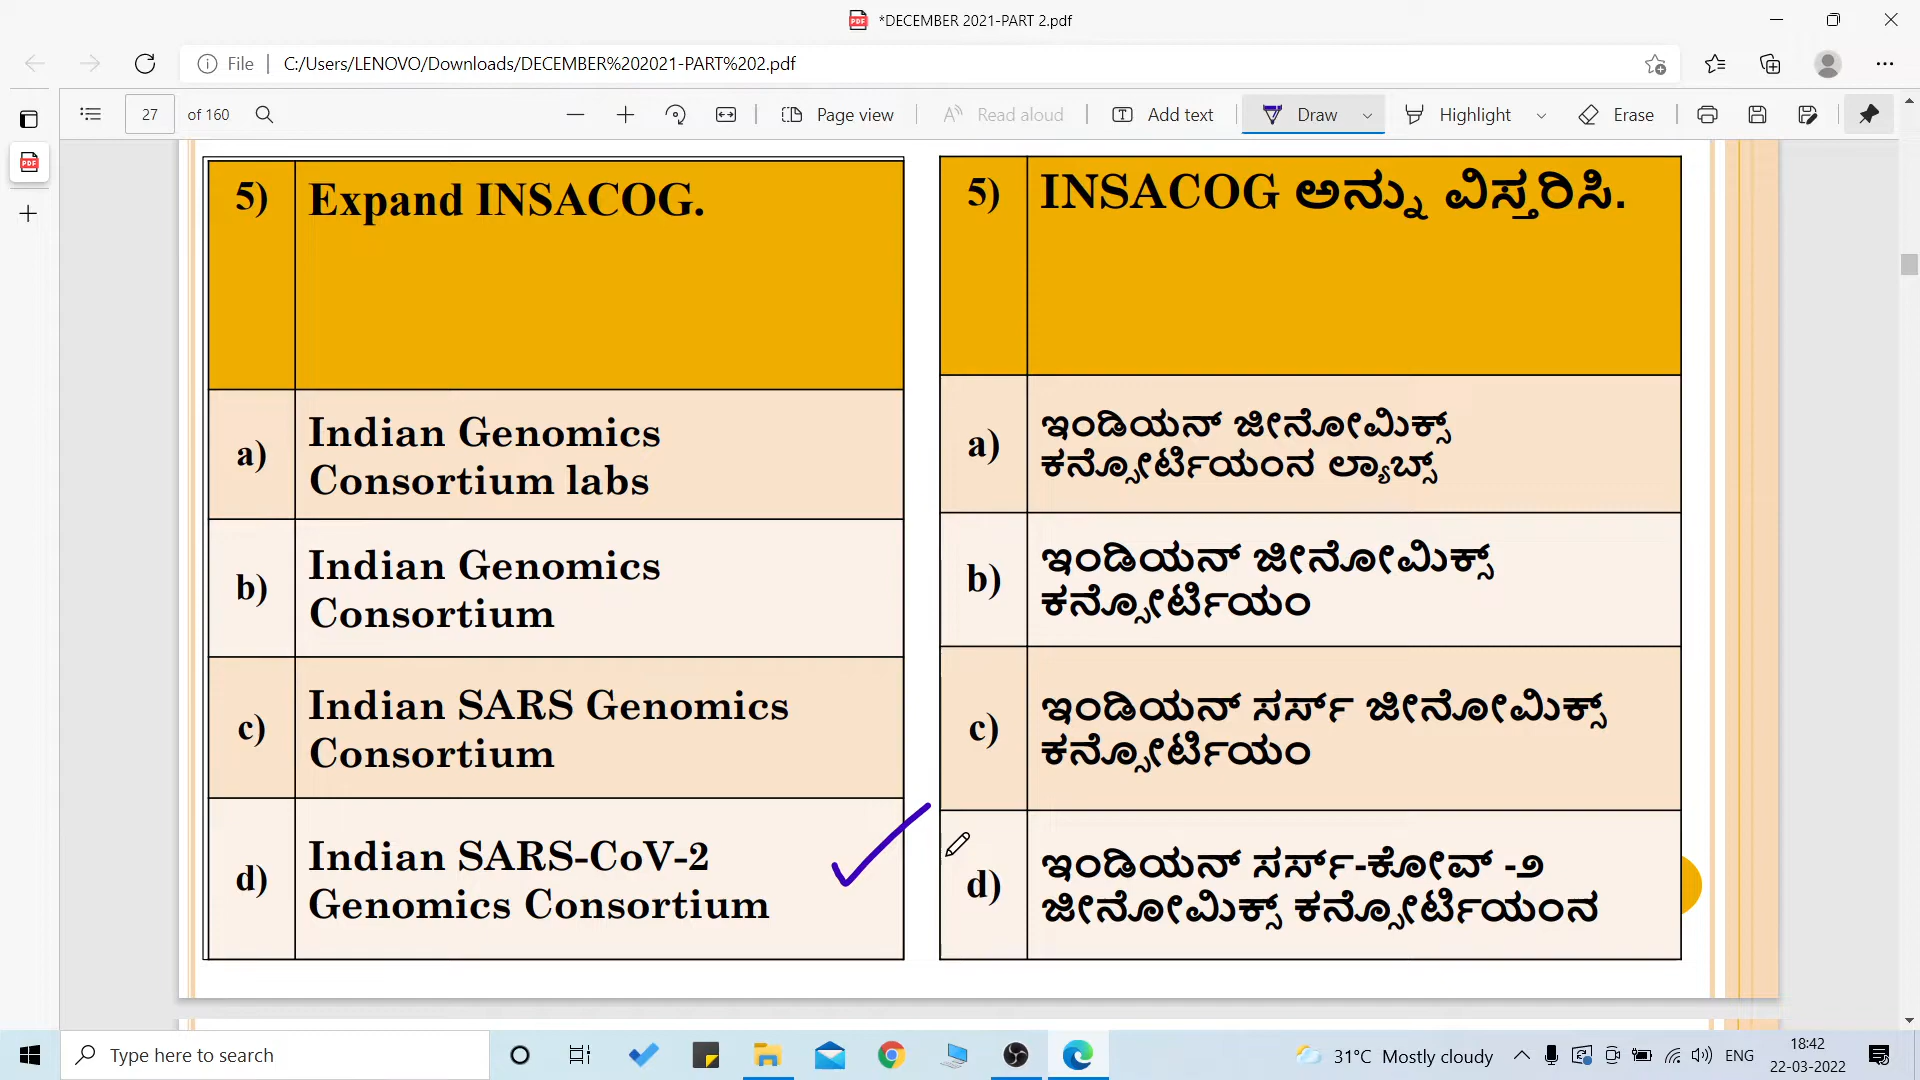 *DECEMBER 2021-PART 2.pdf
File
C:/Users/LENOVO/Downloads/DECEMBER%202021-PART%202.pdf
27 of 160
Page view
Read aloud
Add text
Draw
Highlight
Erase
5) Expand INSACOG.
a) Indian Genomics
Consortium labs
b) Indian Genomics
Consortium
c) Indian SARS Genomics
Consortium
d) Indian SARS-CoV-2
Genomics Consortium
5) INSACOG ಅನ್ನು ವಿಸ್ತರಿಸಿ.
a) ಇಂಡಿಯನ್ ಜೀನೋಮಿಕ್ಸ್
ಕನ್ಸೋರ್ಟಿಯಂನ ಲ್ಯಾಬ್ಸ್
b) ಇಂಡಿಯನ್ ಜೀನೋಮಿಕ್ಸ್
ಕನ್ಸೋರ್ಟಿಯಂ
c) ಇಂಡಿಯನ್ ಸರ್ಸ್ ಜೀನೋಮಿಕ್ಸ್
ಕನ್ಸೋರ್ಟಿಯಂ
d) ಇಂಡಿಯನ್ ಸರ್ಸ್-ಕೋವ್ -೨
ಜೀನೋಮಿಕ್ಸ್ ಕನ್ಸೋರ್ಟಿಯಂನ
Type here to search
31°C Mostly cloudy
ENG
18:42
22-03-2022